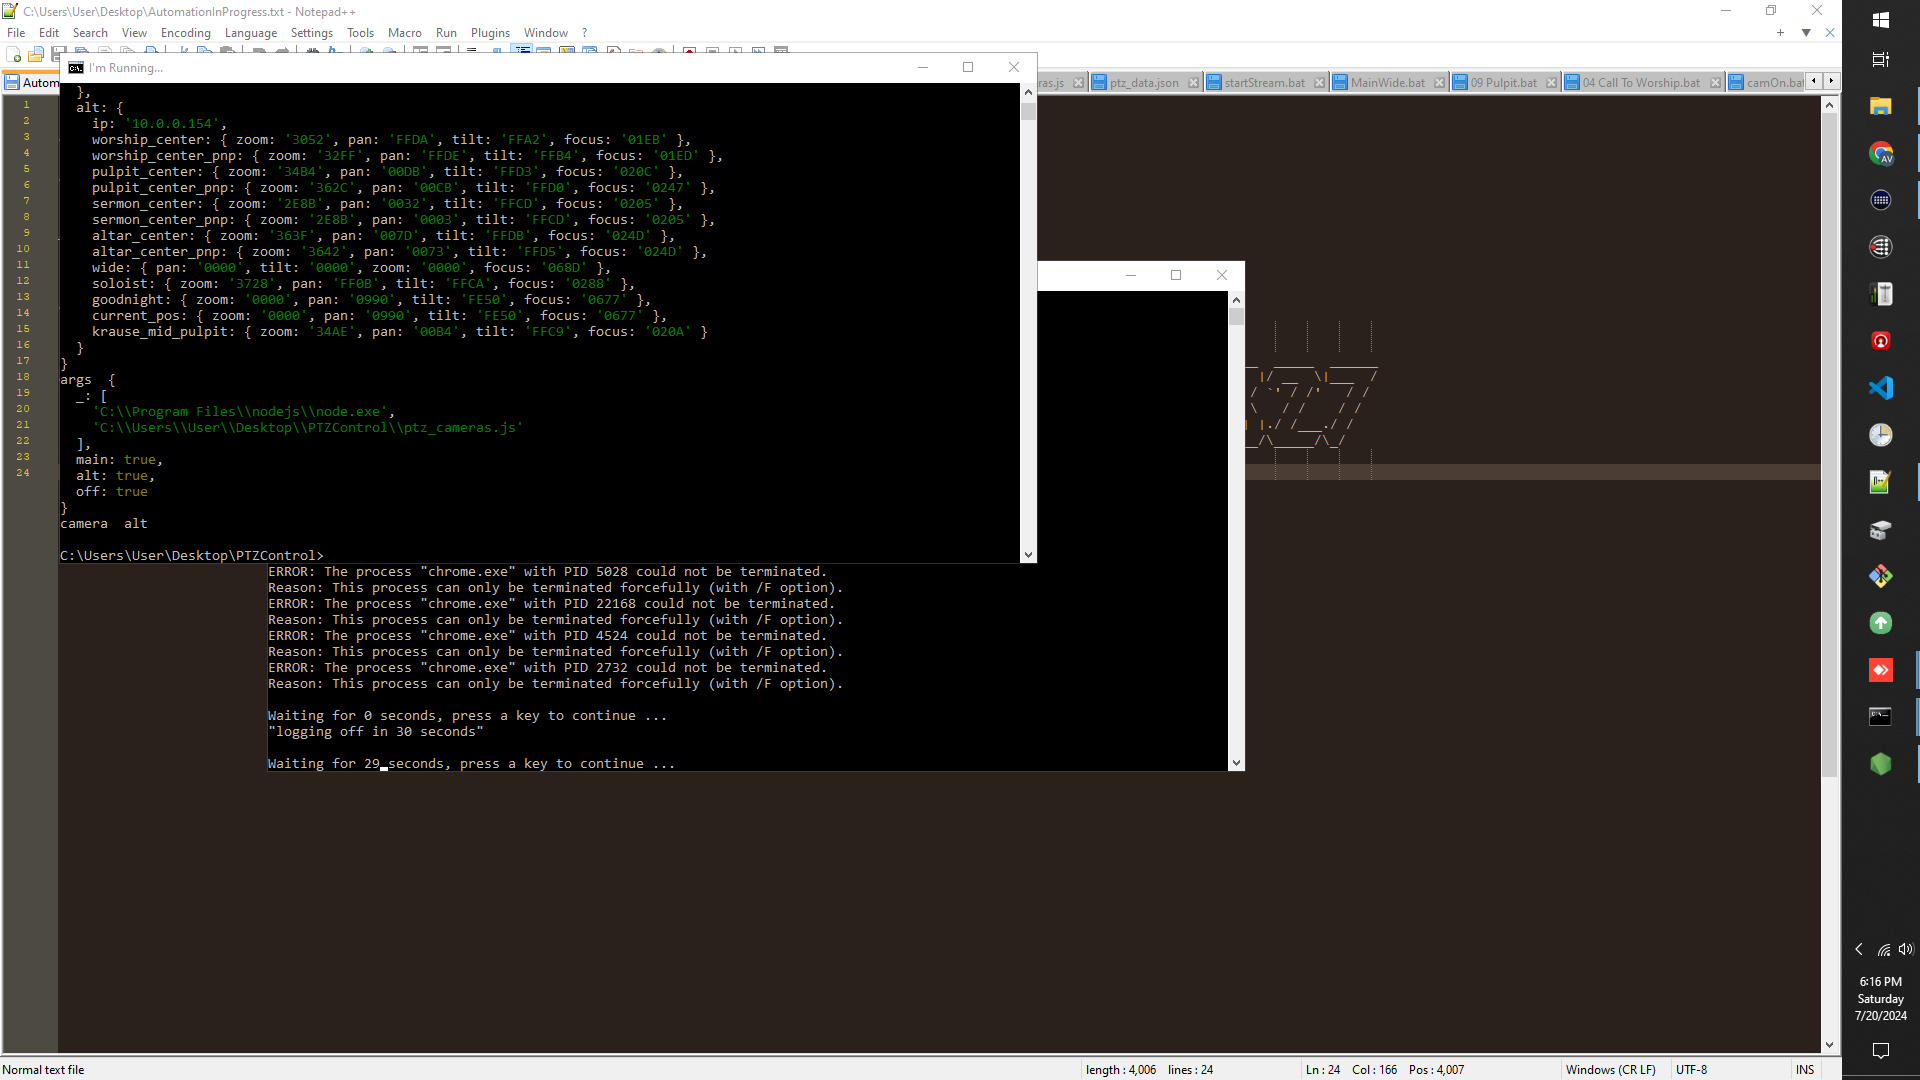 C:\Users\User\Desktop\AutomationInProgress.txt - Notepad++
File Edit Search View Encoding Language Settings Tools Macro Run Plugins Window ?
Autom
ras.js
ptz_data.json
startStream.bat
MainWide.bat
09 Pulpit.bat
04 Call To Worship.bat
camOn.bat
I'm Running...
},
alt: {
ip: '10.0.0.154',
worship_center: { zoom: '3052', pan: 'FFDA', tilt: 'FFA2', focus: '01EB' },
worship_center_pnp: { zoom: '32FF', pan: 'FFDE', tilt: 'FFB4', focus: '01ED' },
pulpit_center: { zoom: '34B4', pan: '00DB', tilt: 'FFD3', focus: '020C' },
pulpit_center_pnp: { zoom: '362C', pan: '00CB', tilt: 'FFD0', focus: '0247' },
sermon_center: { zoom: '2E8B', pan: '0032', tilt: 'FFCD', focus: '0205' },
sermon_center_pnp: { zoom: '2E8B', pan: '0003', tilt: 'FFCD', focus: '0205' },
altar_center: { zoom: '363F', pan: '007D', tilt: 'FFDB', focus: '024D' },
altar_center_pnp: { zoom: '3642', pan: '0073', tilt: 'FFD5', focus: '024D' },
wide: { pan: '0000', tilt: '0000', zoom: '0000', focus: '068D' },
soloist: { zoom: '3728', pan: 'FF0B', tilt: 'FFCA', focus: '0288' },
goodnight: { zoom: '0000', pan: '0990', tilt: 'FE50', focus: '0677' },
current_pos: { zoom: '0000', pan: '0990', tilt: 'FE50', focus: '0677' },
krause_mid_pulpit: { zoom: '34AE', pan: '00B4', tilt: 'FFC9', focus: '020A' }
}
}
args {
_: [
'C:\\Program Files\\nodejs\\node.exe',
'C:\\Users\\User\\Desktop\\PTZControl\\ptz_cameras.js'
],
main: true,
alt: true,
off: true
}
camera alt
C:\Users\User\Desktop\PTZControl>
ERROR: The process "chrome.exe" with PID 5028 could not be terminated.
Reason: This process can only be terminated forcefully (with /F option).
ERROR: The process "chrome.exe" with PID 22168 could not be terminated.
Reason: This process can only be terminated forcefully (with /F option).
ERROR: The process "chrome.exe" with PID 4524 could not be terminated.
Reason: This process can only be terminated forcefully (with /F option).
ERROR: The process "chrome.exe" with PID 2732 could not be terminated.
Reason: This process can only be terminated forcefully (with /F option).
Waiting for 0 seconds, press a key to continue ...
"logging off in 30 seconds"
Waiting for 29 seconds, press a key to continue ...
1
2
3
4
5
6
7
8
9
10
11
12
13
14
15
16
17
18
19
20
21
22
23
24
AV
6:16 PM
Saturday
7/20/2024
Normal text file
length : 4,006 lines : 24
Ln : 24 Col : 166 Pos : 4,007
Windows (CR LF)
UTF-8
INS